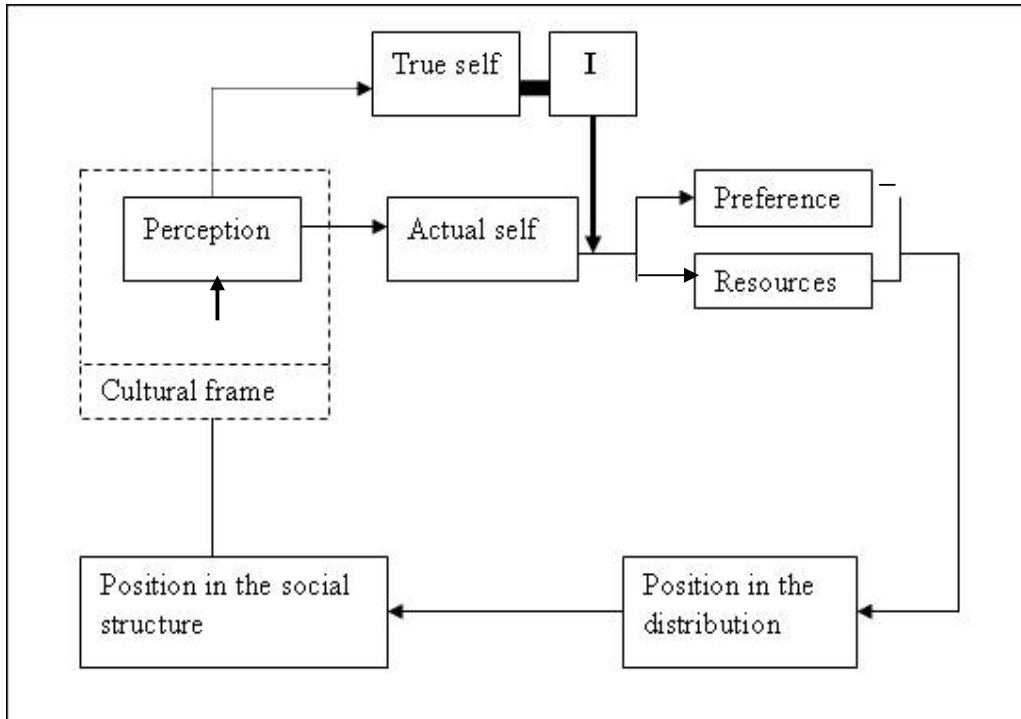 True self
I
Perception
Actual self
Preference
Resources
Cultural frame
Position in the social
structure
Position in the
distribution